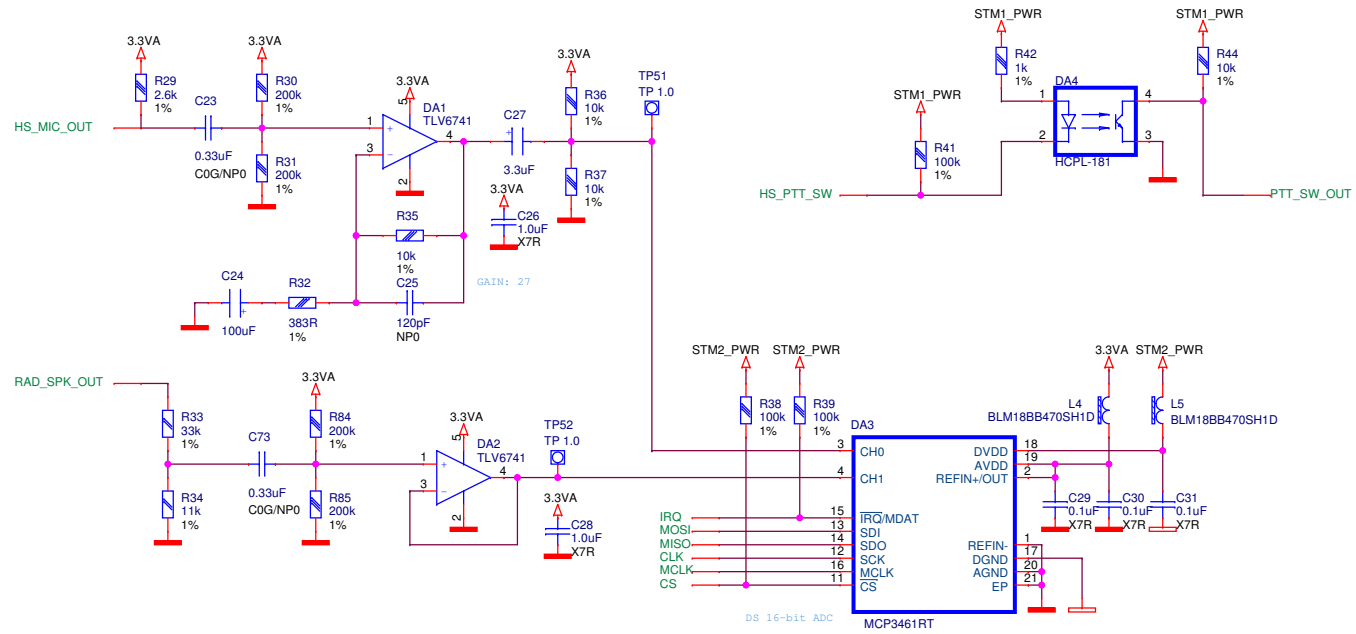 STM1_PWR
STM1_PWR
3.3VA
3.3VA
3.3VA
R29
2.6k
1%
R30
200k
1%
C23
0.33uF
C0G/NP0
HS_MIC_OUT
R31
200k
1%
3.3VA
5
DA1
TLV6741
1
+
3
−
4
2
C27
+
3.3uF
R36
10k
1%
R37
10k
1%
TP51
TP 1.0
3.3VA
C26
1.0uF
X7R
R35
10k
1%
C25
120pF
NP0
GAIN: 27
C24
+
100uF
R32
383R
1%
R42
1k
1%
R44
10k
1%
DA4
1
2
4
3
HCPL-181
STM1_PWR
R41
100k
1%
HS_PTT_SW
PTT_SW_OUT
RAD_SPK_OUT
R33
33k
1%
R34
11k
1%
C73
0.33uF
C0G/NP0
3.3VA
R84
200k
1%
R85
200k
1%
3.3VA
5
DA2
TLV6741
1
+
3
−
4
2
TP52
TP 1.0
3.3VA
C28
1.0uF
X7R
STM2_PWR
STM2_PWR
R38
100k
1%
R39
100k
1%
DA3
3.3VA
STM2_PWR
L4
BLM18BB470SH1D
L5
BLM18BB470SH1D
3
CH0
4
CH1
IRQ
15
IRQ/MDAT
MOSI
13
SDI
MISO
14
SDO
CLK
12
SCK
MCLK
16
MCLK
CS
11
CS
DVDD
18
AVDD
19
REFIN+/OUT
2
REFIN-
1
DGND
17
AGND
20
EP
21
C29
0.1uF
X7R
C30
0.1uF
X7R
C31
0.1uF
X7R
DS 16-bit ADC
MCP3461RT